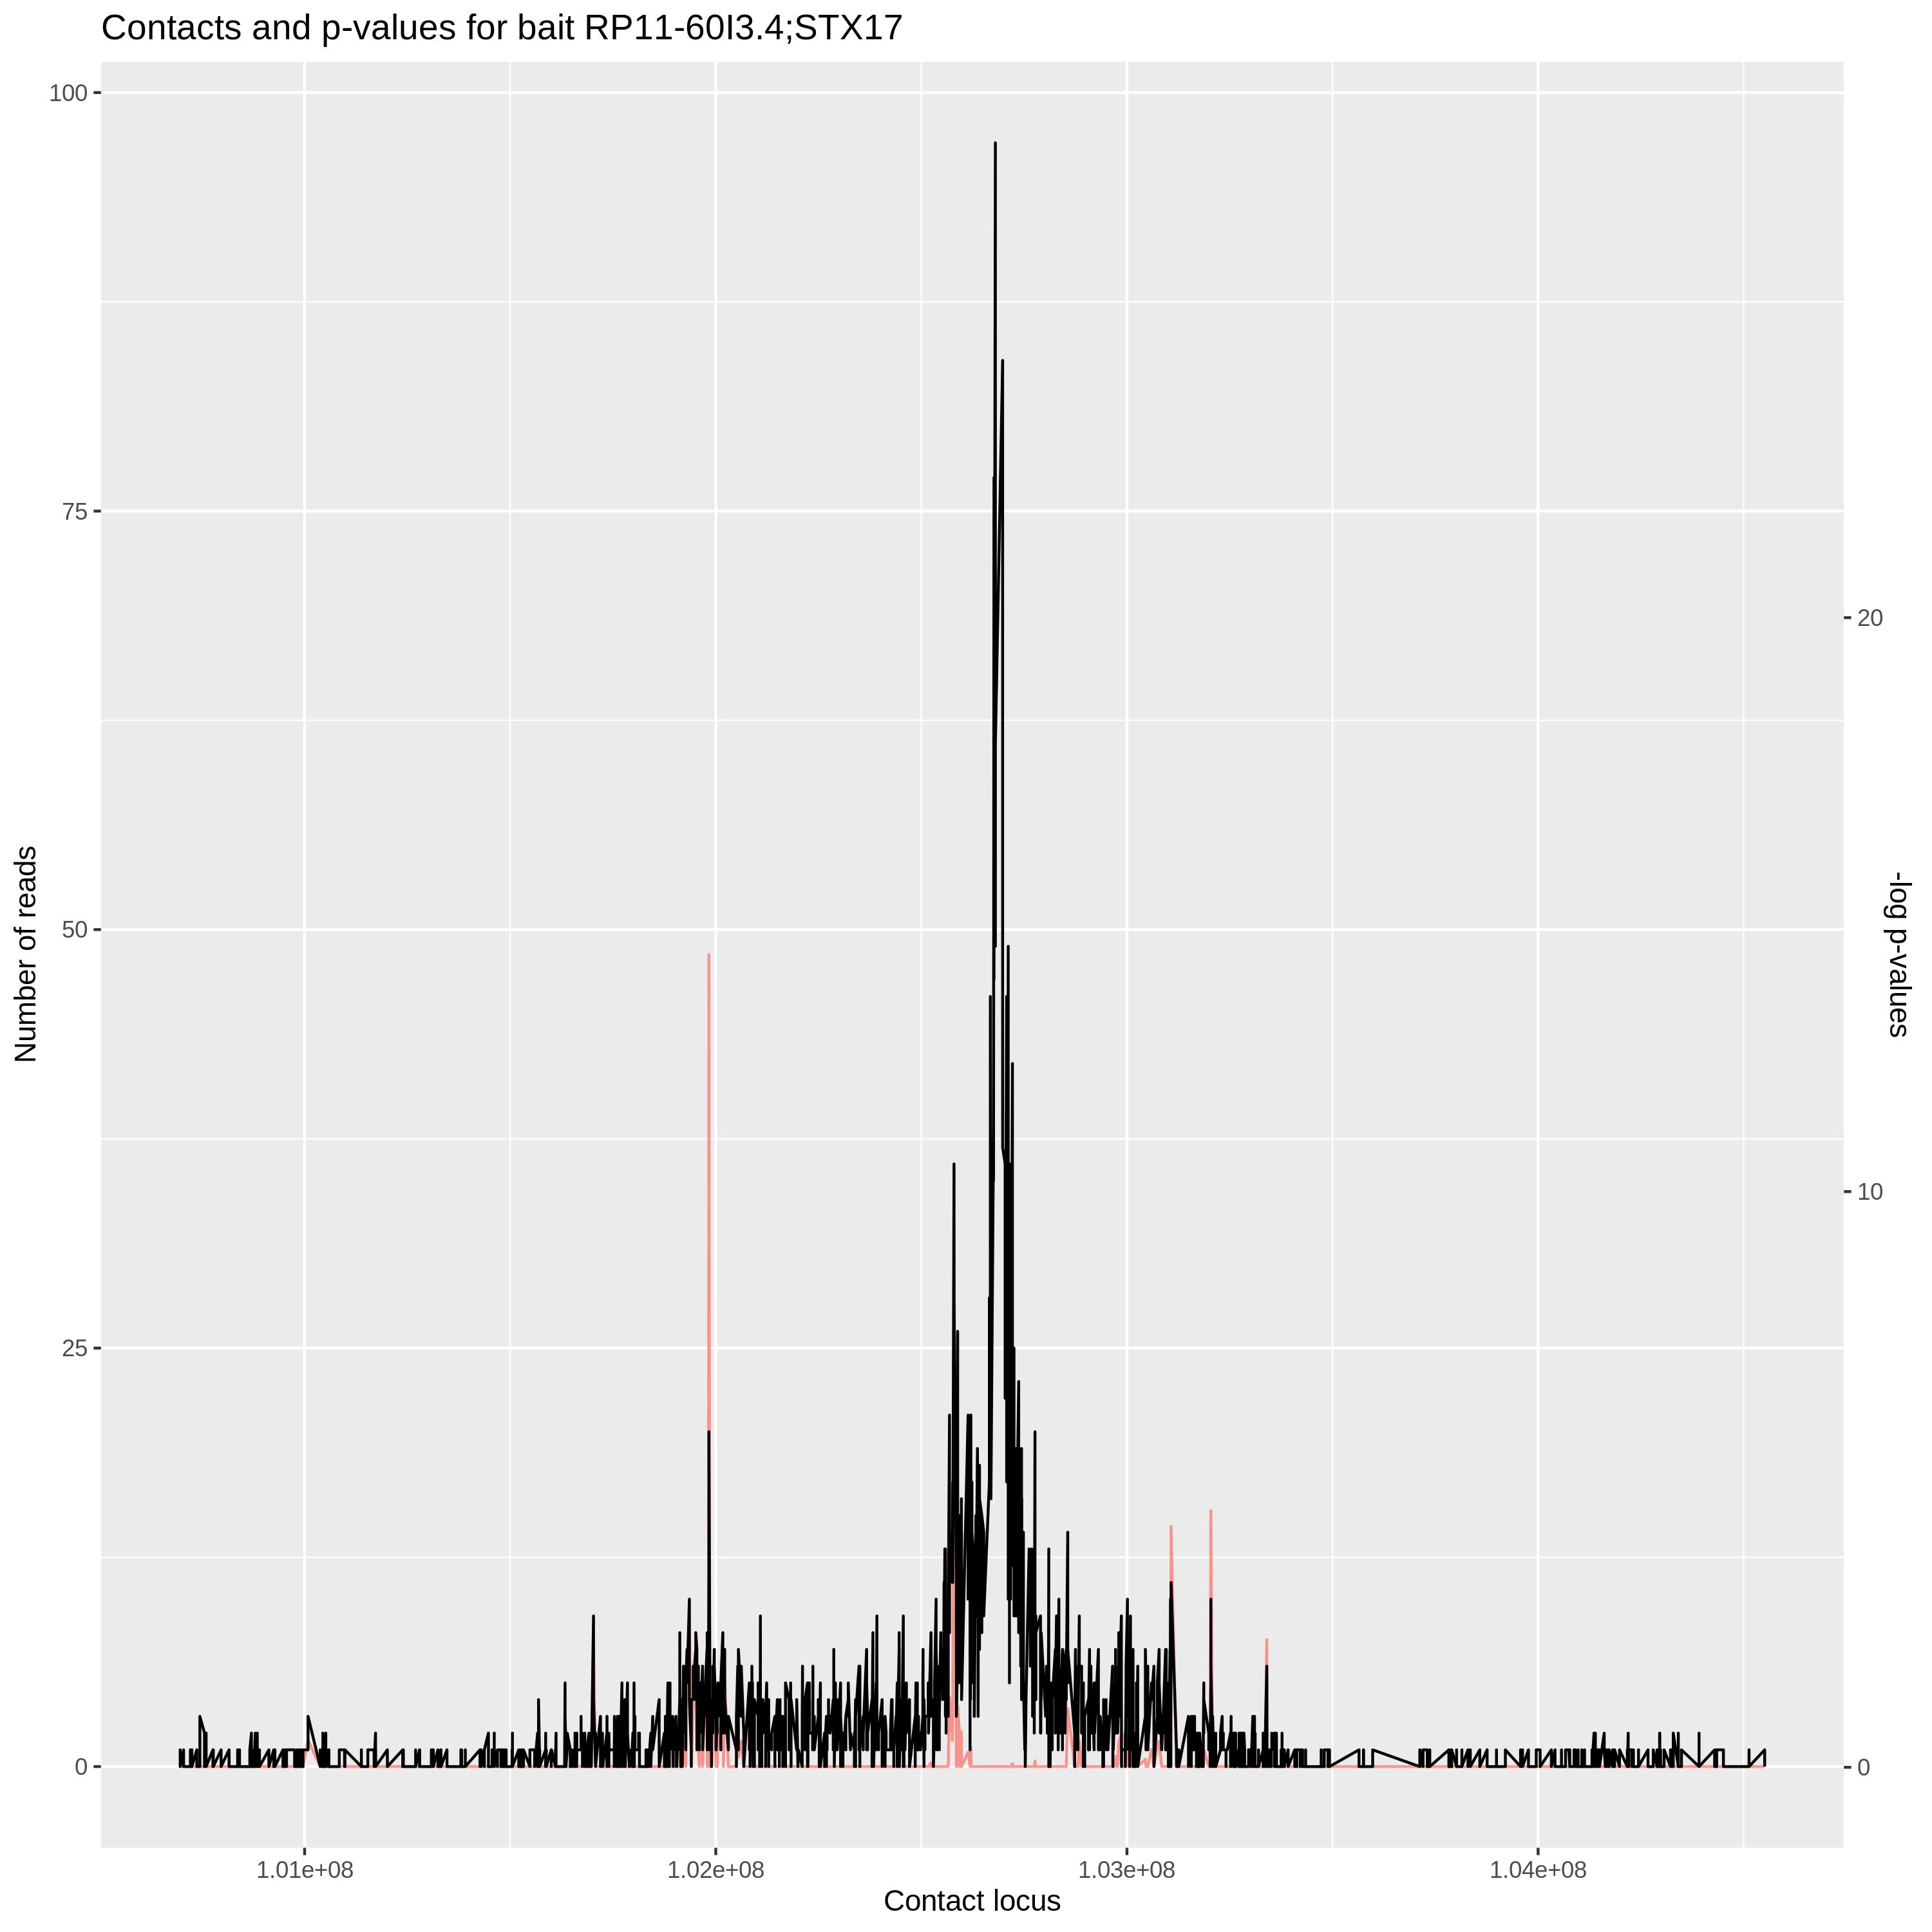 Contacts and p-values for bait RP11-60I3.4;STX17
100
75
50
25
0
Number of reads
20
10
0
-log p-values
1.01e+08
1.02e+08
1.03e+08
1.04e+08
Contact locus